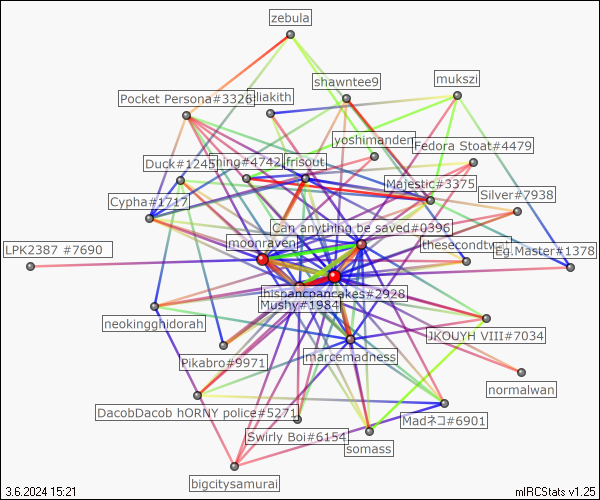 zebula
shawntee9
mukszi
Pocket Persona#3326
eliakith
yoshimanden
Fedora Stoat#4479
Duck#1245
hing#4742
frisout
Majestic#3375
Silver#7938
Cypha#1717
Can anything be saved#0396
moonraven
thesecondtwat
Eg.Master#1378
LPK2387 #7690
hispancpancakes#2928
Mushy#1984
neokingghidorah
JKOUYH VIII#7034
marcemadness
Pikabro#9971
normalwan
DacobDacob hORNY police#5271
Madネコ#6901
Swirly Boi#6154
somass
bigcitysamurai
3.6.2024 15:21
mIRCStats v1.25